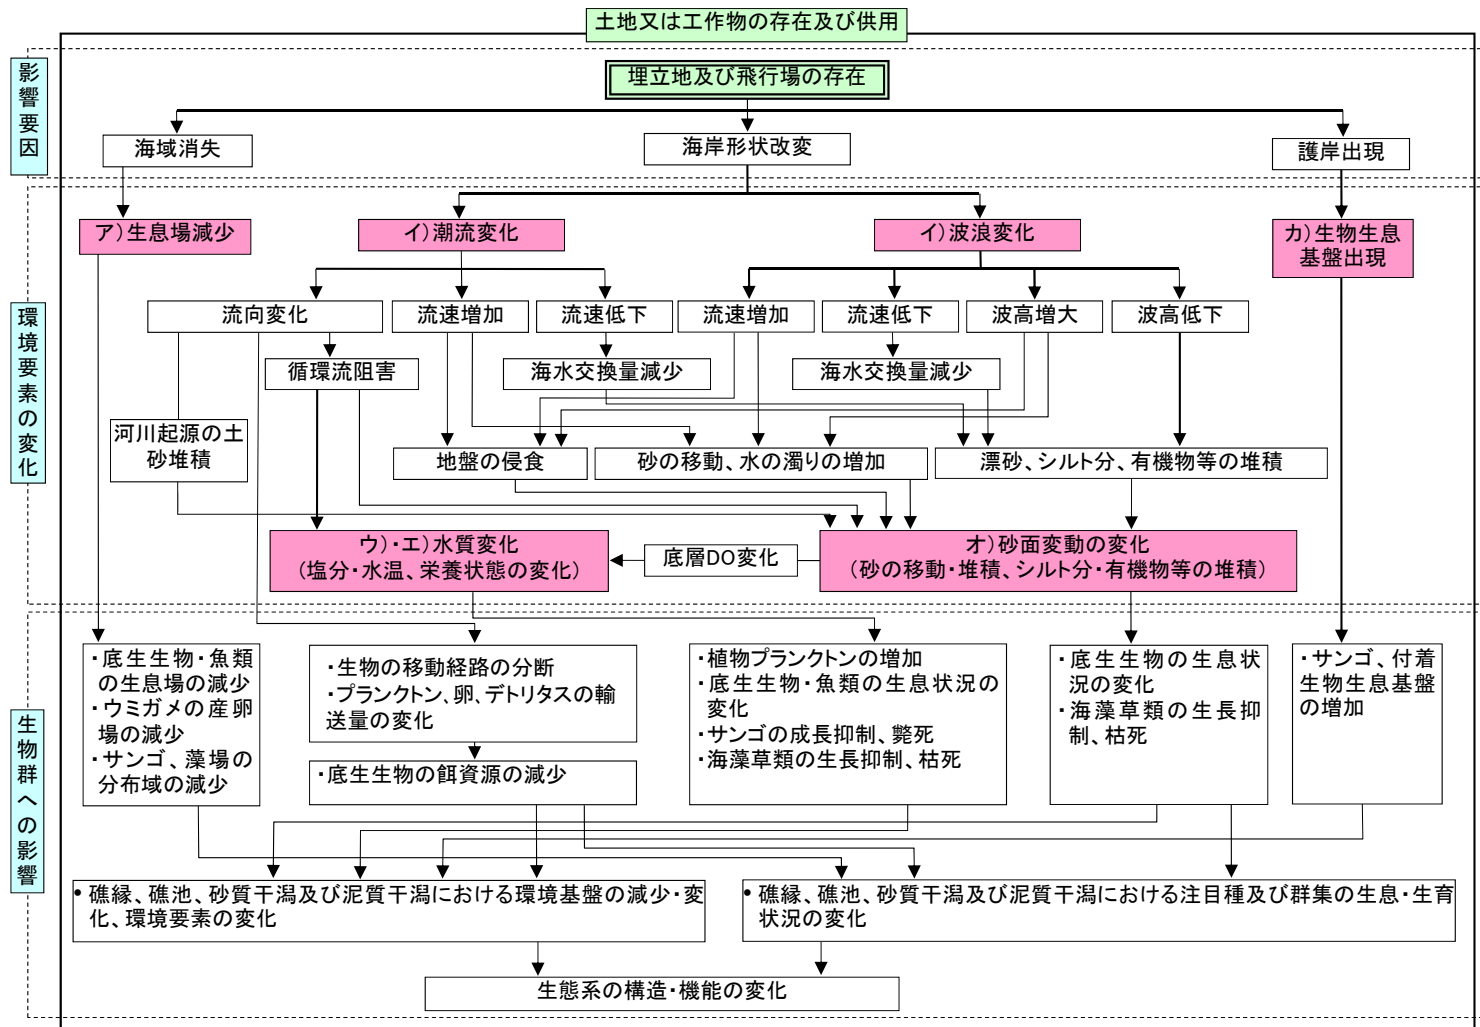 土地又は工作物の存在及び供用
影響要因
埋立地及び飛行場の存在
海域消失
海岸形状改変
護岸出現
環境要素の変化
ア)生息場減少
イ)潮流変化
イ)波浪変化
カ)生物生息
基盤出現
流向変化
流速増加
流速低下
流速増加
流速低下
波高増大
波高低下
循環流阻害
海水交換量減少
海水交換量減少
河川起源の土
砂堆積
地盤の侵食
砂の移動、水の濁りの増加
漂砂、シルト分、有機物等の堆積
ウ)・エ)水質変化
(塩分・水温、栄養状態の変化)
底層DO変化
オ)砂面変動の変化
(砂の移動・堆積、シルト分・有機物等の堆積)
生物群への影響
・底生生物・魚類
の生息場の減少
・ウミガメの産卵
場の減少
・サンゴ、藻場の
分布域の減少
・生物の移動経路の分断
・プランクトン、卵、デトリタスの輸
送量の変化
・底生生物の餌資源の減少
・植物プランクトンの増加
・底生生物・魚類の生息状況の
変化
・サンゴの成長抑制、斃死
・海藻草類の生長抑制、枯死
・底生生物の生息状
況の変化
・海藻草類の生長抑
制、枯死
・サンゴ、付着
生物生息基盤
の増加
• 礁縁、礁池、砂質干潟及び泥質干潟における環境基盤の減少・変
化、環境要素の変化
• 礁縁、礁池、砂質干潟及び泥質干潟における注目種及び群集の生息・生育
状況の変化
生態系の構造・機能の変化